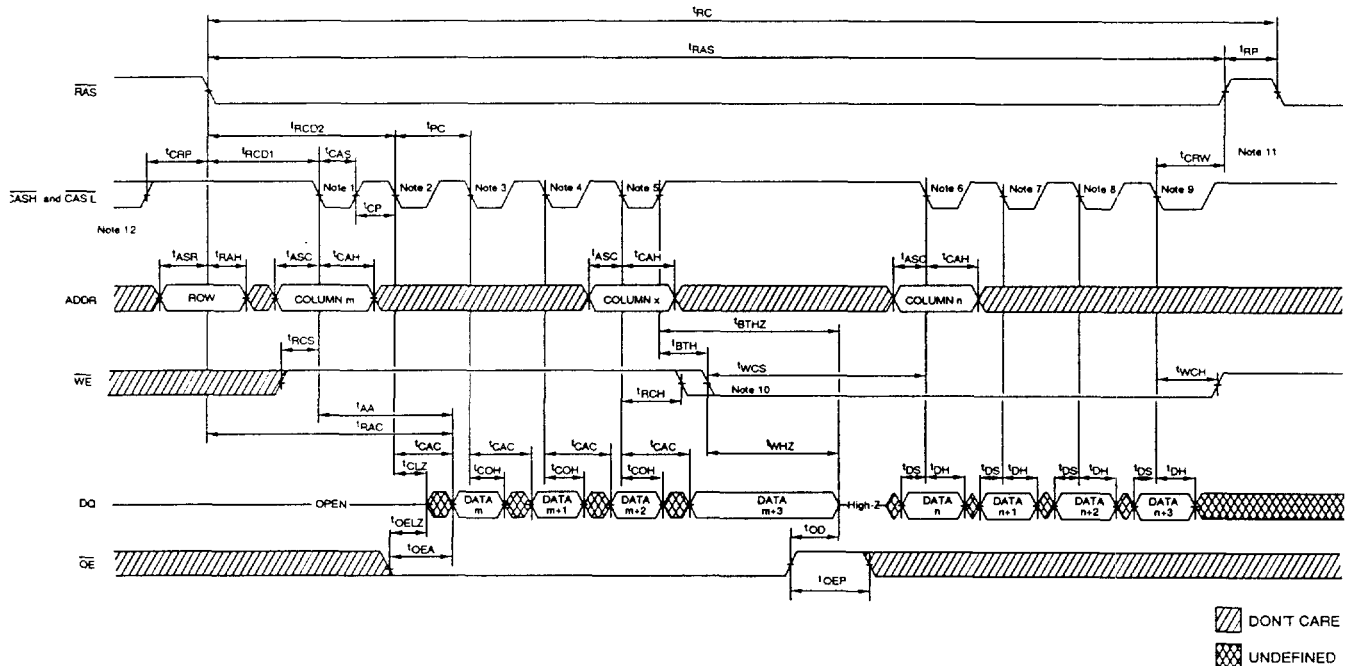 tRC
tRAS
tRP
RAS
tRCD2
tPC
tCRP
tRCD1
tCAS
tCRW
Note 11
CASH and CAS L
Note 1
Note 2
Note 3
Note 4
Note 5
Note 6
Note 7
Note 8
Note 9
tCP
Note 12
tASR
tRAH
tASC
tCAH
tASC
tCAH
tASC
tCAH
ADDR
ROW
COLUMN m
COLUMN x
COLUMN n
tBTHZ
tRCS
tBTH
tWCS
WE
Note 10
tWCH
tRCH
tAA
tRAC
tCAC
tCAC
tCAC
tCAC
tWHZ
tCLZ
tCOH
tCOH
tCOH
tDS
tDH
tDS
tDH
tDS
tDH
tDS
tDH
DQ
OPEN
DATA m
DATA m+1
DATA m+2
DATA m+3
High-Z
DATA n
DATA n+1
DATA n+2
DATA n+3
tOELZ
tOEA
tOD
OE
tOEP
DON'T CARE
UNDEFINED